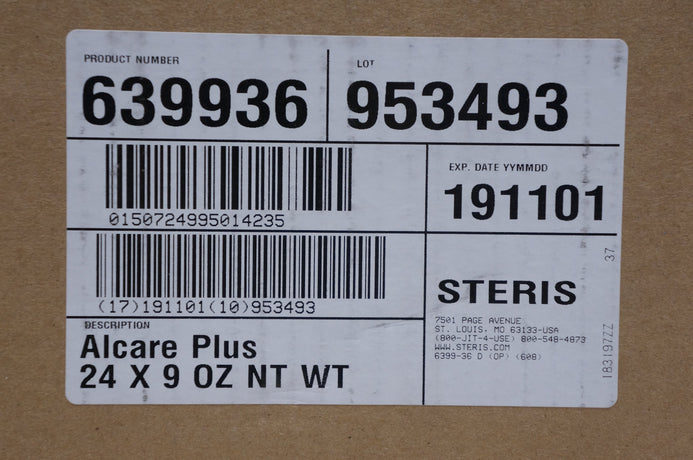 PRODUCT NUMBER
639936
LOT
953493
0150724995014235
EXP. DATE YYMMDD
191101
(17)191101(10)953493
STERIS
7501 PAGE AVENUE
ST. LOUIS, MO 63133-USA
(800-JIT-4-USE) 800-548-4873
WWW.STERIS.COM
6399-36 D (OP) (608)
37
183197ZZ
DESCRIPTION
Alcare Plus
24 X 9 OZ NT WT